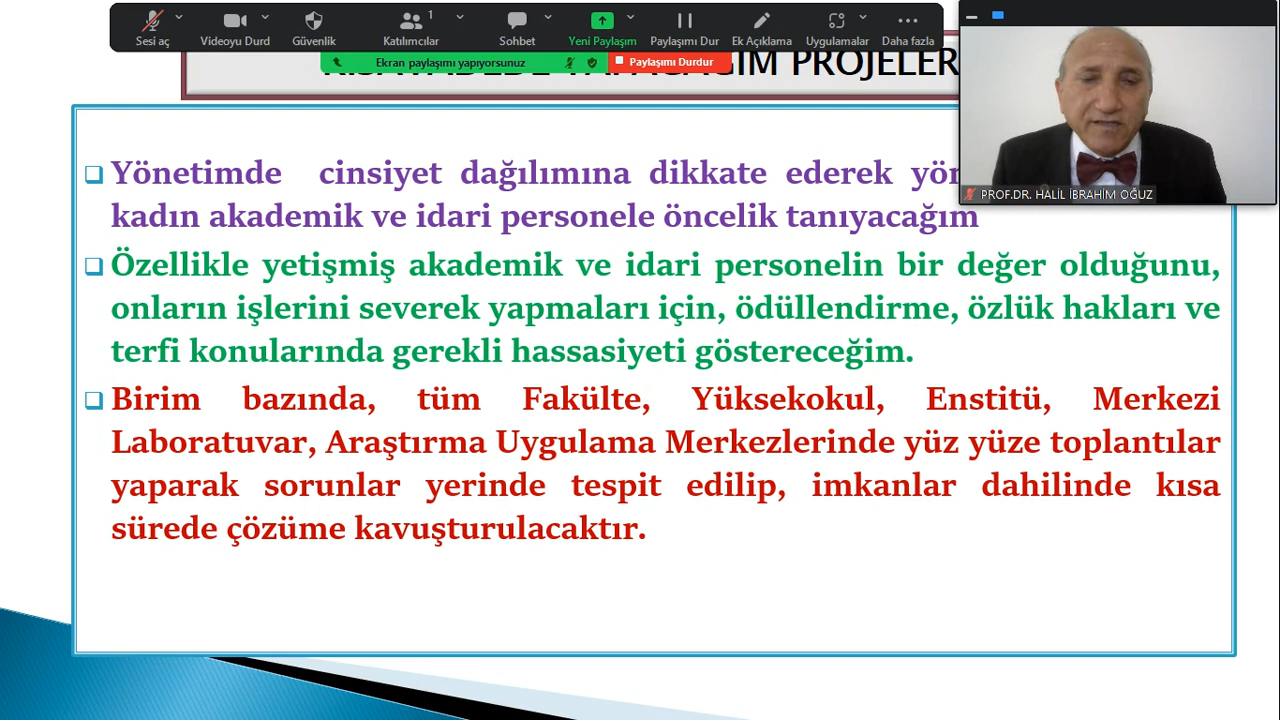 1
Sesi aç
Videoyu Durd
Güvenlik
Katılımcılar
Sohbet
Yeni Paylaşım
Paylaşımı Dur
Ek Açıklama
Uygulamalar
Daha fazla
Ekran paylaşımı yapıyorsunuz
Paylaşımı Durdur
PROJELER
PROF.DR. HALİL İBRAHİM OĞUZ
Yönetimde cinsiyet dağılımına dikkate ederek
kadın akademik ve idari personele öncelik tanıyacağım
Özellikle yetişmiş akademik ve idari personelin bir değer olduğunu,
onların işlerini severek yapmaları için, ödüllendirme, özlük hakları ve
terfi konularında gerekli hassasiyeti göstereceğim.
Birim bazında, tüm Fakülte, Yüksekokul, Enstitü, Merkezi
Laboratuvar, Araştırma Uygulama Merkezlerinde yüz yüze toplantılar
yaparak sorunlar yerinde tespit edilip, imkanlar dahilinde kısa
sürede çözüme kavuşturulacaktır.